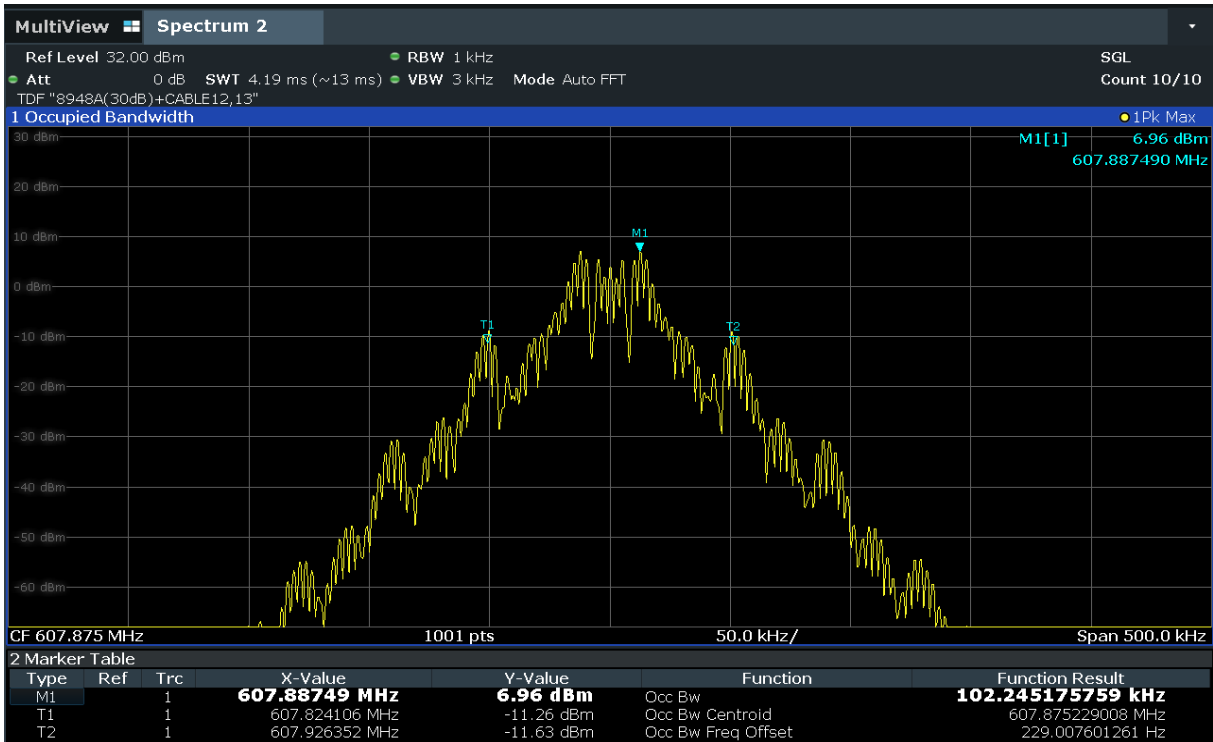 MultiView Spectrum 2
Ref Level 32.00 dBm RBW 1 kHz SGL
Att 0 dB SWT 4.19 ms (~13 ms) VBW 3 kHz Mode Auto FFT Count 10/10
TDF "8948A(30dB)+CABLE12,13"
1 Occupied Bandwidth 1Pk Max
30 dBm
M1[1] 6.96 dBm
607.887490 MHz
20 dBm
10 dBm
M1
0 dBm
T1 T2
-10 dBm
-20 dBm
-30 dBm
-40 dBm
-50 dBm
-60 dBm
CF 607.875 MHz 1001 pts 50.0 kHz/ Span 500.0 kHz
2 Marker Table
Type Ref Trc X-Value Y-Value Function Function Result
M1 1 607.88749 MHz 6.96 dBm Occ Bw 102.245175759 kHz
T1 1 607.824106 MHz -11.26 dBm Occ Bw Centroid 607.875229008 MHz
T2 1 607.926352 MHz -11.63 dBm Occ Bw Freq Offset 229.007601261 Hz